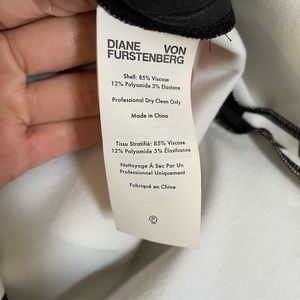 DIANE VON
FURSTENBERG
Shell: 85% Viscose
12% Polyamide 3% Elastane
Professional Dry Clean Only
Made in China
Tissu Stratifié: 85% Viscose
12% Polyamide 3% Élasthanne
Nettoyage À Sec Par Un
Professionnel Uniquement
Fabriqué en Chine
P